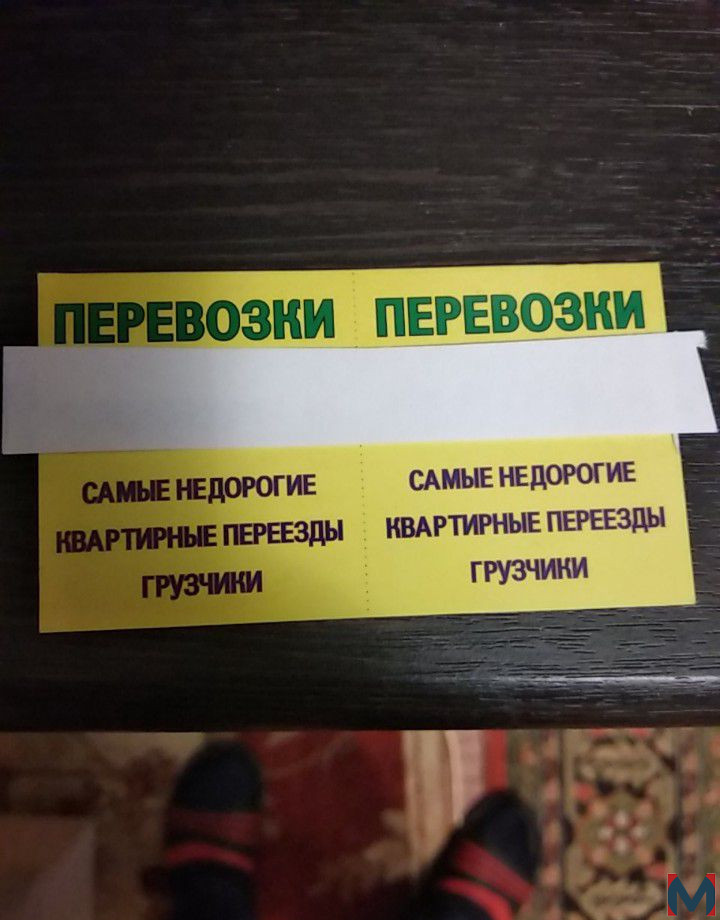 ПЕРЕВОЗКИ
САМЫЕ НЕДОРОГИЕ
КВАРТИРНЫЕ ПЕРЕЕЗДЫ
ГРУЗЧИКИ
ПЕРЕВОЗКИ
САМЫЕ НЕДОРОГИЕ
КВАРТИРНЫЕ ПЕРЕЕЗДЫ
ГРУЗЧИКИ
M